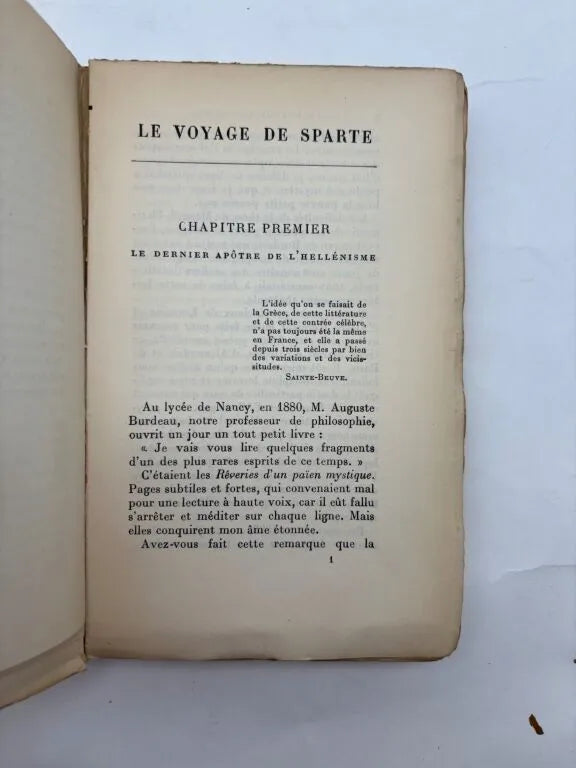 LE VOYAGE DE SPARTE
CHAPITRE PREMIER
LE DERNIER APÔTRE DE L'HELLÉNISME
L'idée qu'on se faisait de
la Grèce, de cette littérature
et de cette contrée célèbre,
n'a pas toujours été la même
en France, et elle a passé
depuis trois siècles par bien
des variations et des vicis-
situdes.
SAINTE-BEUVE.
Au lycée de Nancy, en 1880, M. Auguste
Burdeau, notre professeur de philosophie,
ouvrit un jour un tout petit livre :
« Je vais vous lire quelques fragments
d'un des plus rares esprits de ce temps. »
C'étaient les Rêveries d'un païen mystique.
Pages subtiles et fortes, qui convenaient mal
pour une lecture à haute voix, car il eût fallu
s'arrêter et méditer sur chaque ligne. Mais
elles conquirent mon âme étonnée.
Avez-vous fait cette remarque que la
1